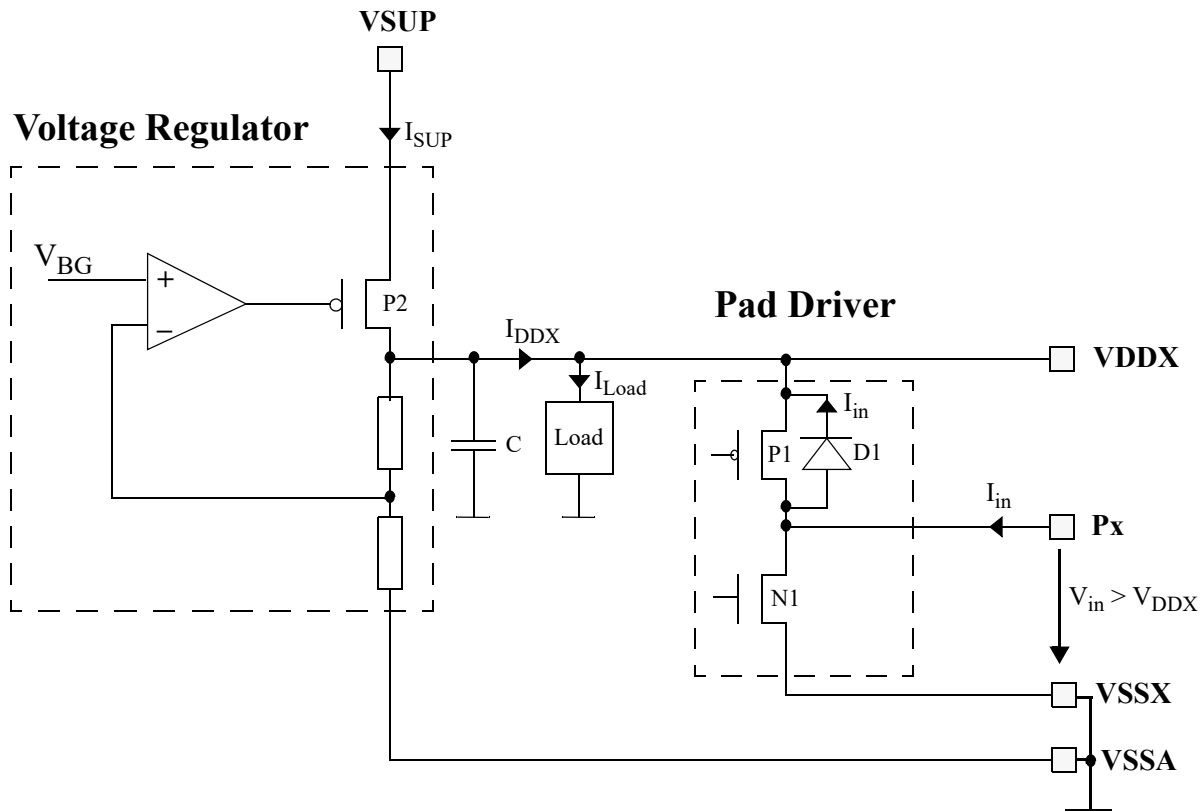 VSUP
Voltage Regulator
I_SUP
V_BG
+
−
P2
Pad Driver
I_DDX
VDDX
I_Load
Load
C
I_in
P1
D1
I_in
Px
N1
V_in > V_DDX
VSSX
VSSA